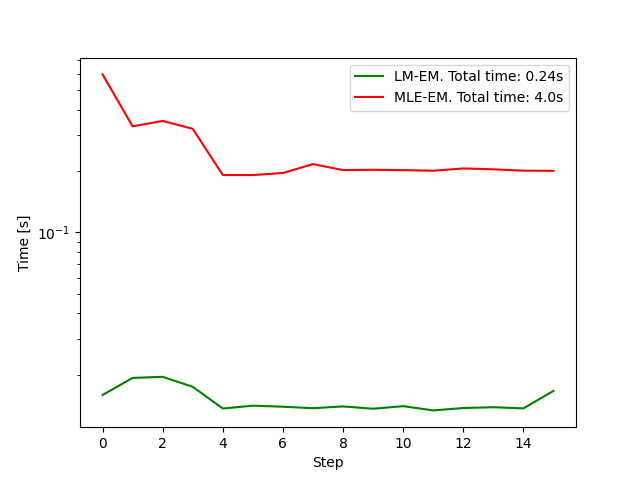 LM-EM. Total time: 0.24s
MLE-EM. Total time: 4.0s
Time [s]
10⁻¹
0 2 4 6 8 10 12 14
Step